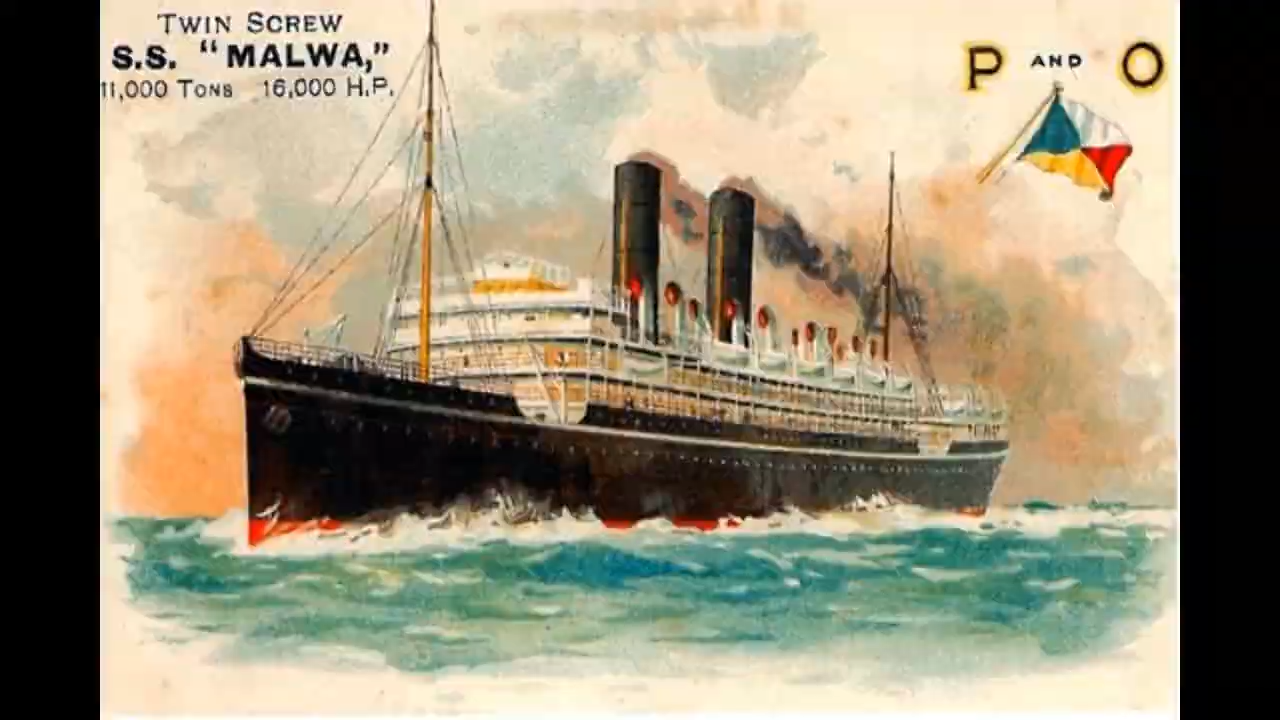 TWIN SCREW
S.S. "MALWA,"
11,000 TONS 16,000 H.P.
P AND O